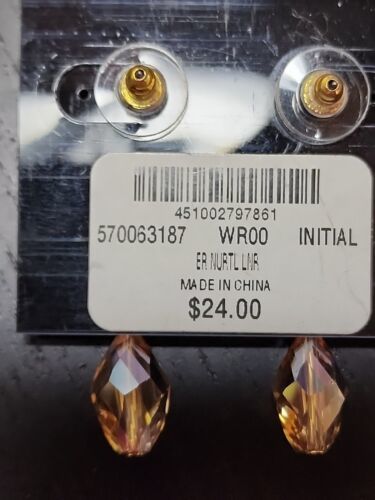 451002797861
570063187 WR00 INITIAL
ER NURTL LNR
MADE IN CHINA
$24.00